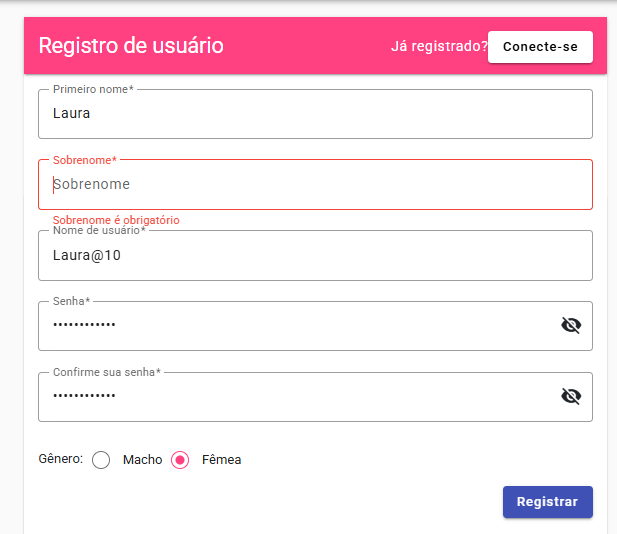 Registro de usuário
Já registrado? Conecte-se
Primeiro nome*
Laura
Sobrenome*
Sobrenome
Sobrenome é obrigatório
Nome de usuário*
Laura@10
Senha*
••••••••••••
Confirme sua senha*
••••••••••••
Gênero: Macho Fêmea
Registrar